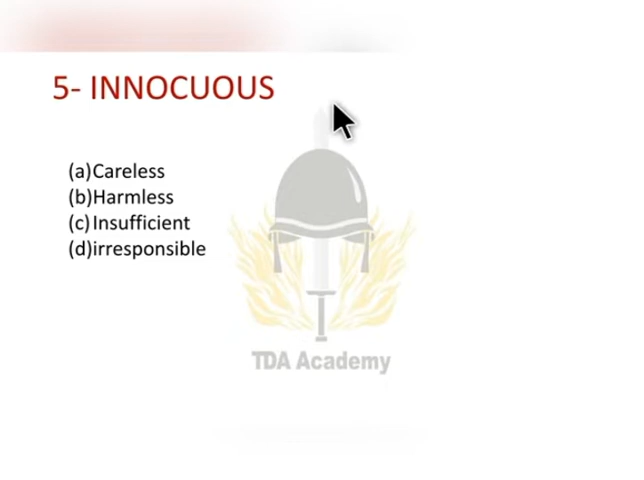 5- INNOCUOUS
(a)Careless
(b)Harmless
(c) Insufficient
(d)irresponsible
TDA Academy